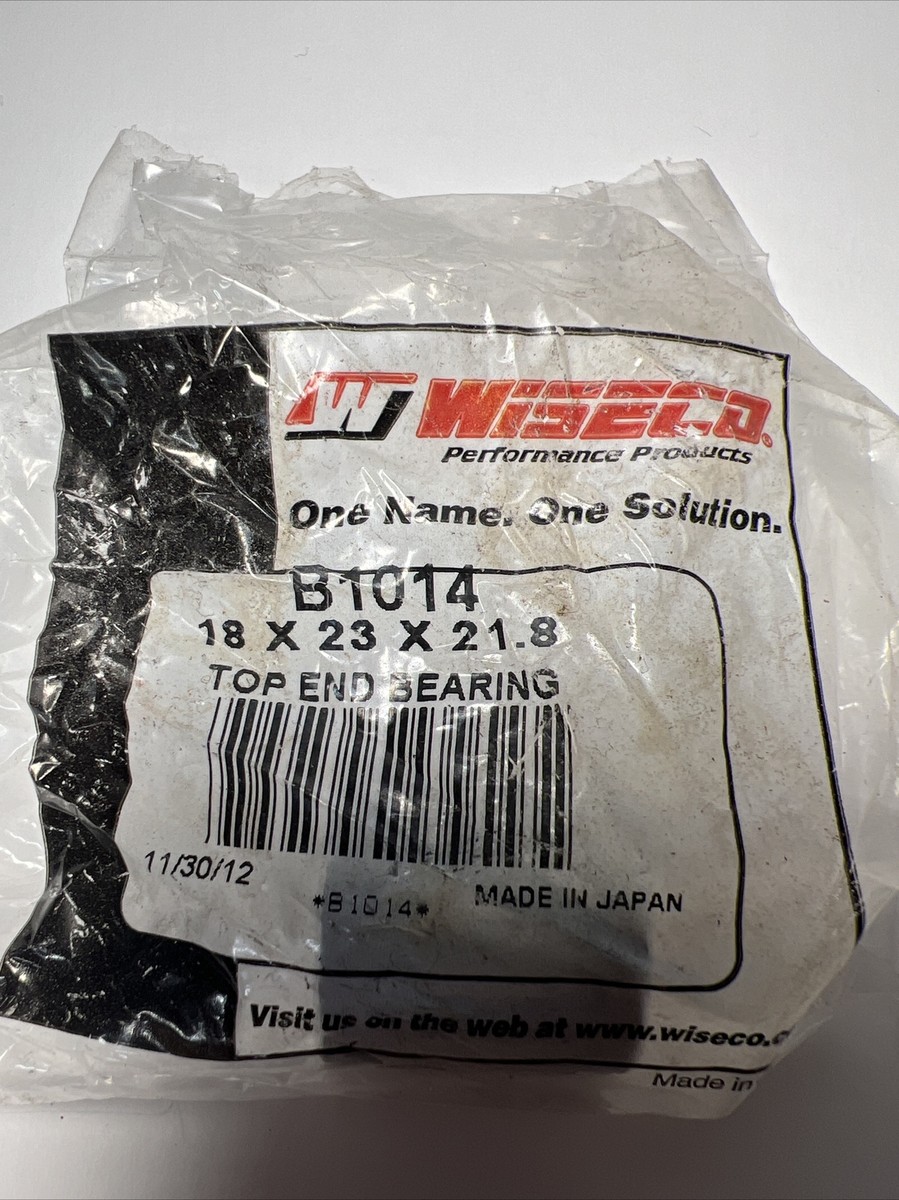 W WISECO
Performance Products
One Name. One Solution.
B1014
18 X 23 X 21.8
TOP END BEARING
11/30/12
*B1014*
MADE IN JAPAN
Visit us on the web at www.wiseco.
Made in